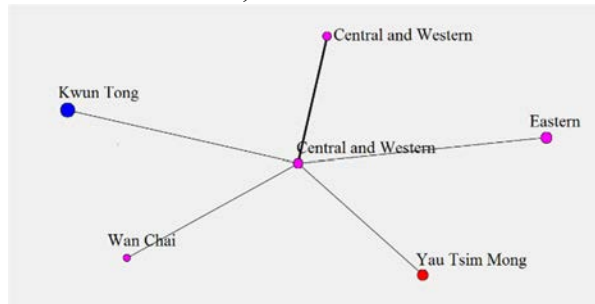 Central and Western
Kwun Tong
Eastern
Central and Western
Wan Chai
Yau Tsim Mong